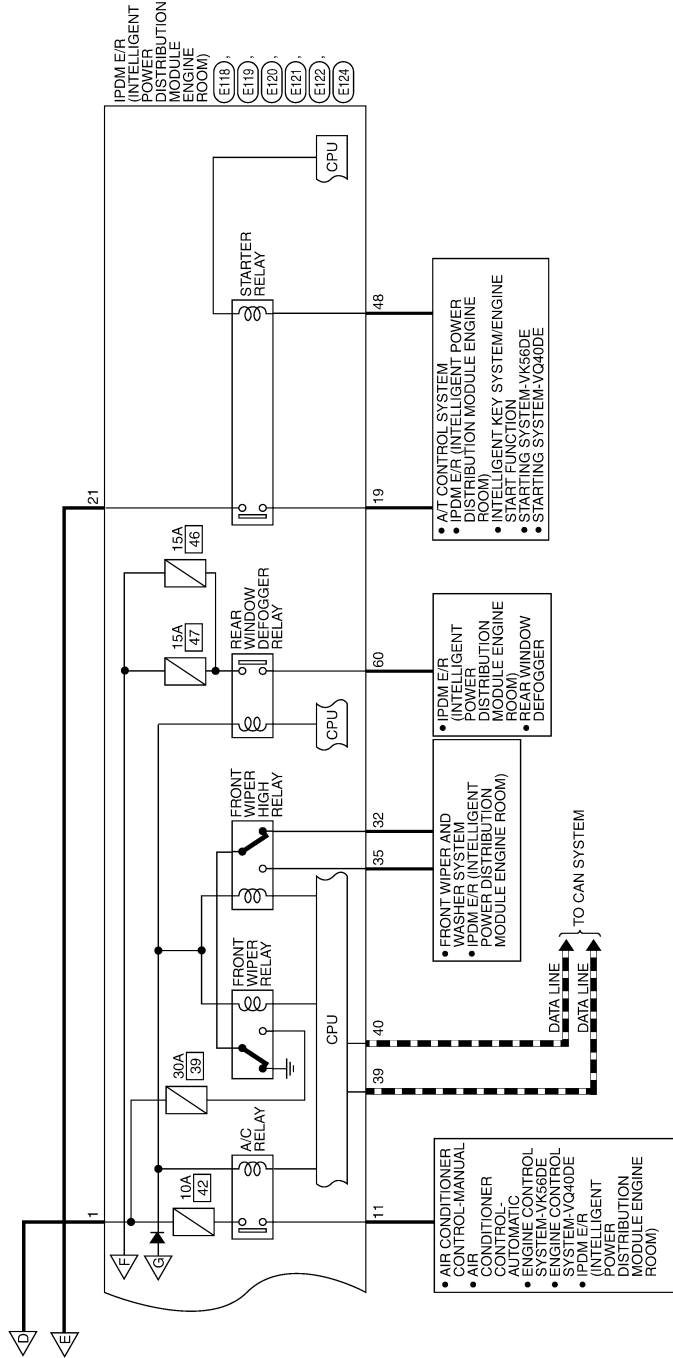 D
E
F
G
1
21
IPDM E/R
(INTELLIGENT
POWER
DISTRIBUTION
MODULE
ENGINE
ROOM)
E118 ,
E119 ,
E120 ,
E121 ,
E122 ,
E124
10A
42
A/C
RELAY
30A
39
FRONT
WIPER
RELAY
FRONT
WIPER
HIGH
RELAY
15A
47
15A
46
REAR
WINDOW
DEFOGGER
RELAY
STARTER
RELAY
CPU
CPU
CPU
11
39
40
35
32
60
19
48
• AIR CONDITIONER
CONTROL-MANUAL
• AIR
CONDITIONER
CONTROL-
AUTOMATIC
• ENGINE CONTROL
SYSTEM-VK56DE
• ENGINE CONTROL
SYSTEM-VQ40DE
• IPDM E/R
(INTELLIGENT
POWER
DISTRIBUTION
MODULE ENGINE
ROOM)
DATA LINE
DATA LINE
TO CAN SYSTEM
• FRONT WIPER AND
WASHER SYSTEM
• IPDM E/R (INTELLIGENT
POWER DISTRIBUTION
MODULE ENGINE ROOM)
• IPDM E/R
(INTELLIGENT
POWER
DISTRIBUTION
MODULE ENGINE
ROOM)
• REAR WINDOW
DEFOGGER
• A/T CONTROL SYSTEM
• IPDM E/R (INTELLIGENT POWER
DISTRIBUTION MODULE ENGINE
ROOM)
• INTELLIGENT KEY SYSTEM/ENGINE
START FUNCTION
• STARTING SYSTEM-VK56DE
• STARTING SYSTEM-VQ40DE